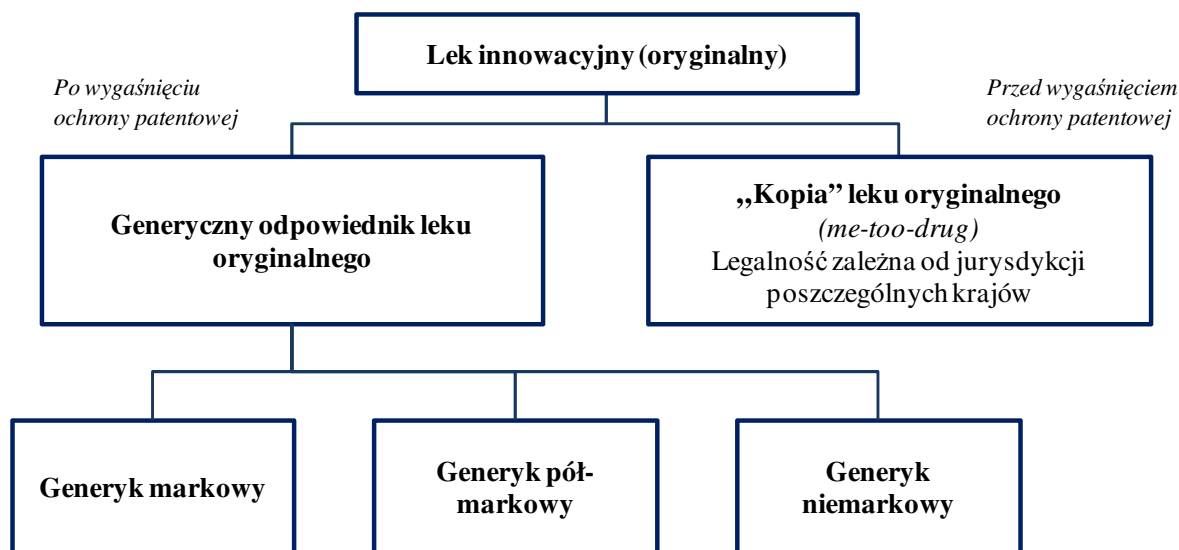 Lek innowacyjny (oryginalny)
Po wygaśnięciu
ochrony patentowej
Przed wygaśnięciem
ochrony patentowej
Generyczny odpowiednik leku
oryginalnego
„Kopia” leku oryginalnego
(me-too-drug)
Legalność zależna od jurysdykcji
poszczególnych krajów
Generyk markowy
Generyk pół-
markowy
Generyk
niemarkowy